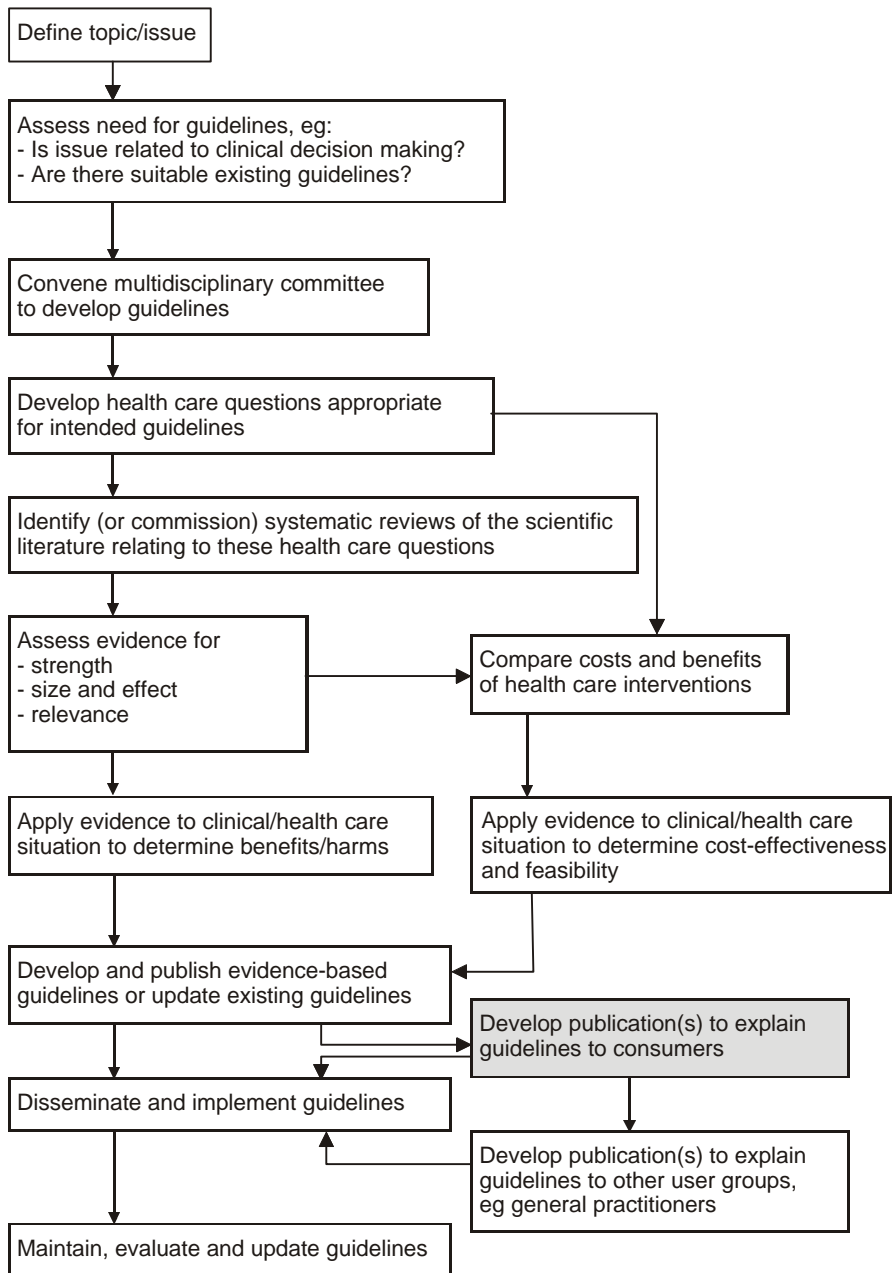 Define topic/issue
Assess need for guidelines, eg:
- Is issue related to clinical decision making?
- Are there suitable existing guidelines?
Convene multidisciplinary committee
to develop guidelines
Develop health care questions appropriate
for intended guidelines
Identify (or commission) systematic reviews of the scientific
literature relating to these health care questions
Assess evidence for
- strength
- size and effect
- relevance
Compare costs and benefits
of health care interventions
Apply evidence to clinical/health care
situation to determine benefits/harms
Apply evidence to clinical/health care
situation to determine cost-effectiveness
and feasibility
Develop and publish evidence-based
guidelines or update existing guidelines
Develop publication(s) to explain
guidelines to consumers
Disseminate and implement guidelines
Develop publication(s) to explain
guidelines to other user groups,
eg general practitioners
Maintain, evaluate and update guidelines